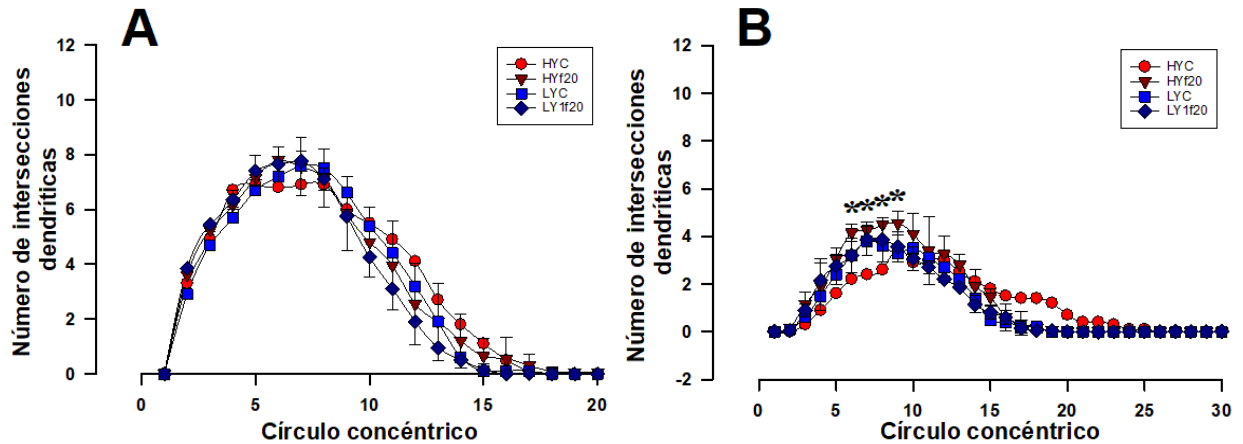 A
Número de intersecciones
dendríticas
12
10
8
6
4
2
0
HYC
HYf20
LYC
LY1f20
0 5 10 15 20
Círculo concéntrico
B
Número de intersecciones
dendríticas
12
10
8
6
4
2
0
-2
HYC
HYf20
LYC
LY1f20
****
0 5 10 15 20 25 30
Círculo concéntrico